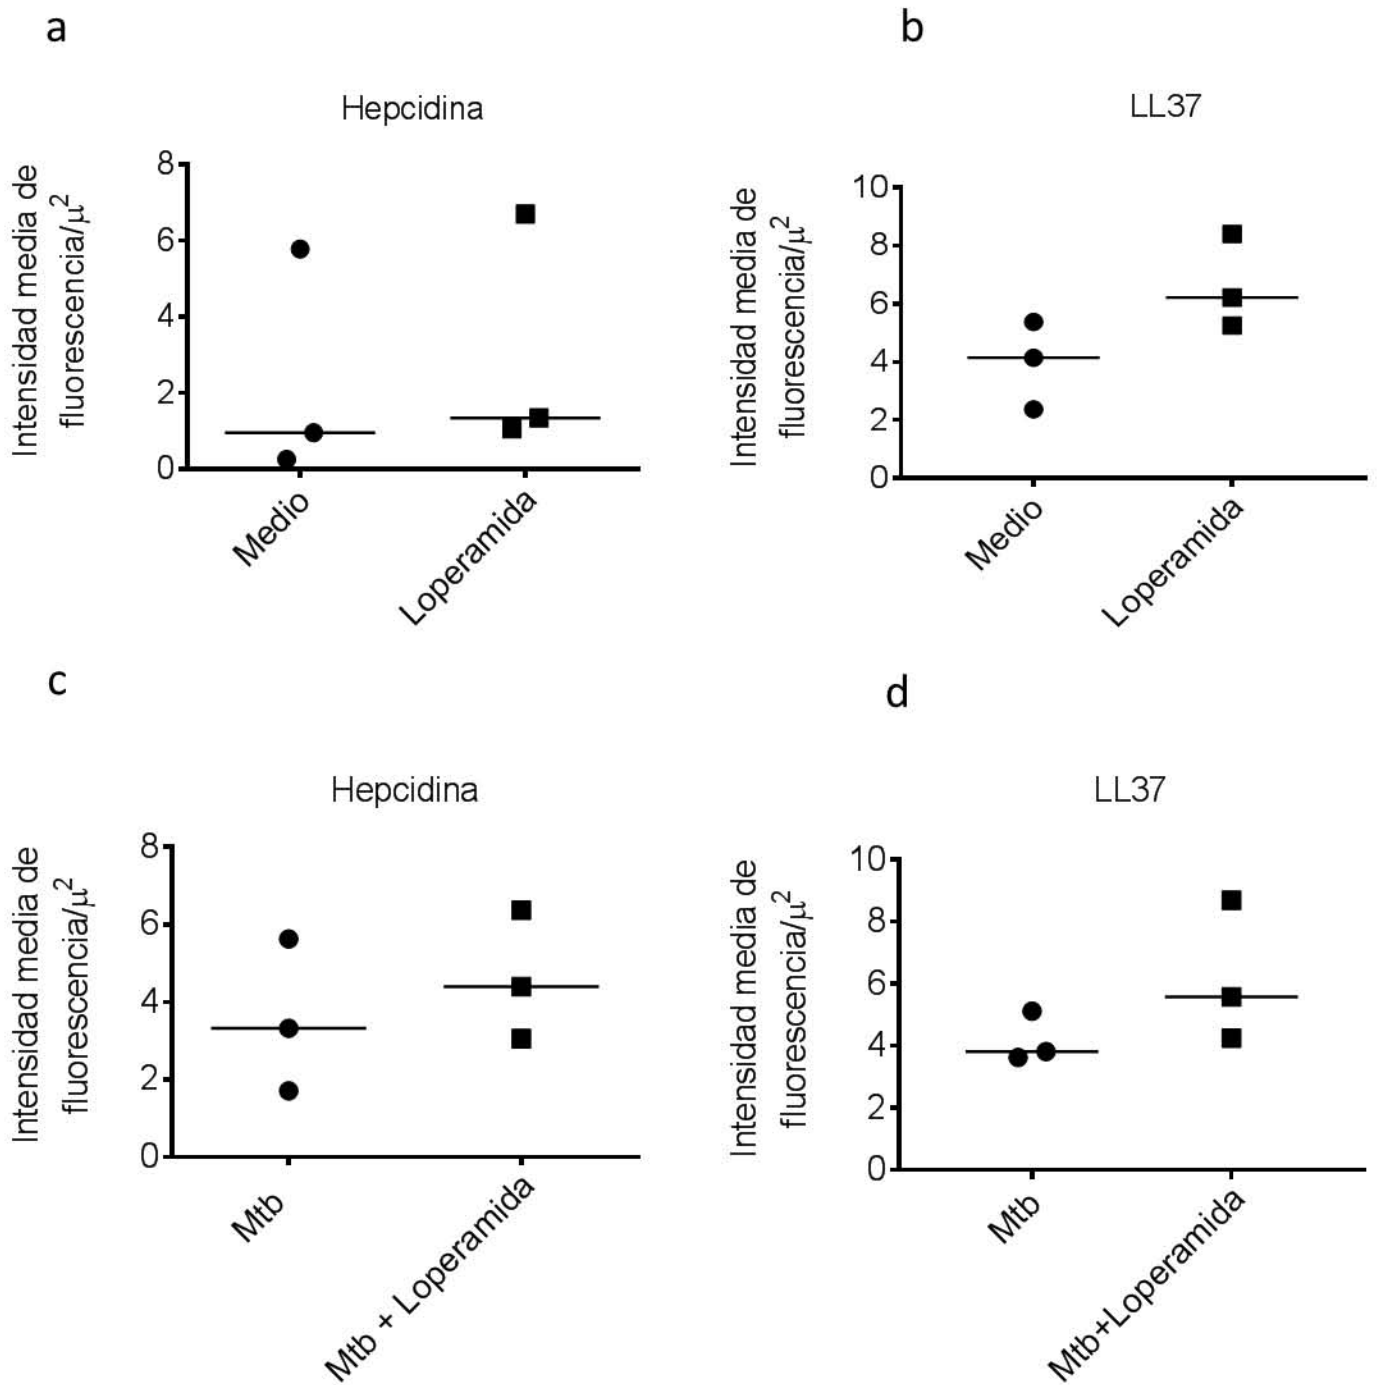 a
Hepcidina
Intensidad media de
fluorescencia/μ²
8
6
4
2
0
Medio
Loperamida
b
LL37
Intensidad media de
fluorescencia/μ²
10
8
6
4
2
0
Medio
Loperamida
c
Hepcidina
Intensidad media de
fluorescencia/μ²
8
6
4
2
0
Mtb
Mtb + Loperamida
d
LL37
Intensidad media de
fluorescencia/μ²
10
8
6
4
2
0
Mtb
Mtb+Loperamida